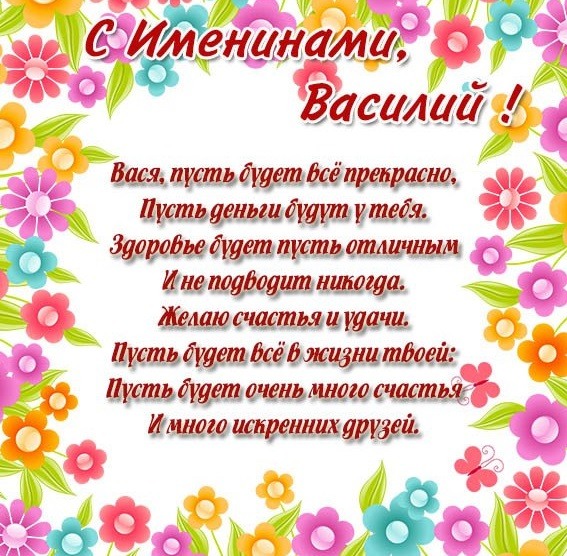 С Именинами,
Василий !
Вася, пусть будет всё прекрасно,
Пусть деньги будут у тебя.
Здоровье будет пусть отличным
И не подводит никогда.
Желаю счастья и удачи.
Пусть будет всё в жизни твоей:
Пусть будет очень много счастья
И много искренних друзей.